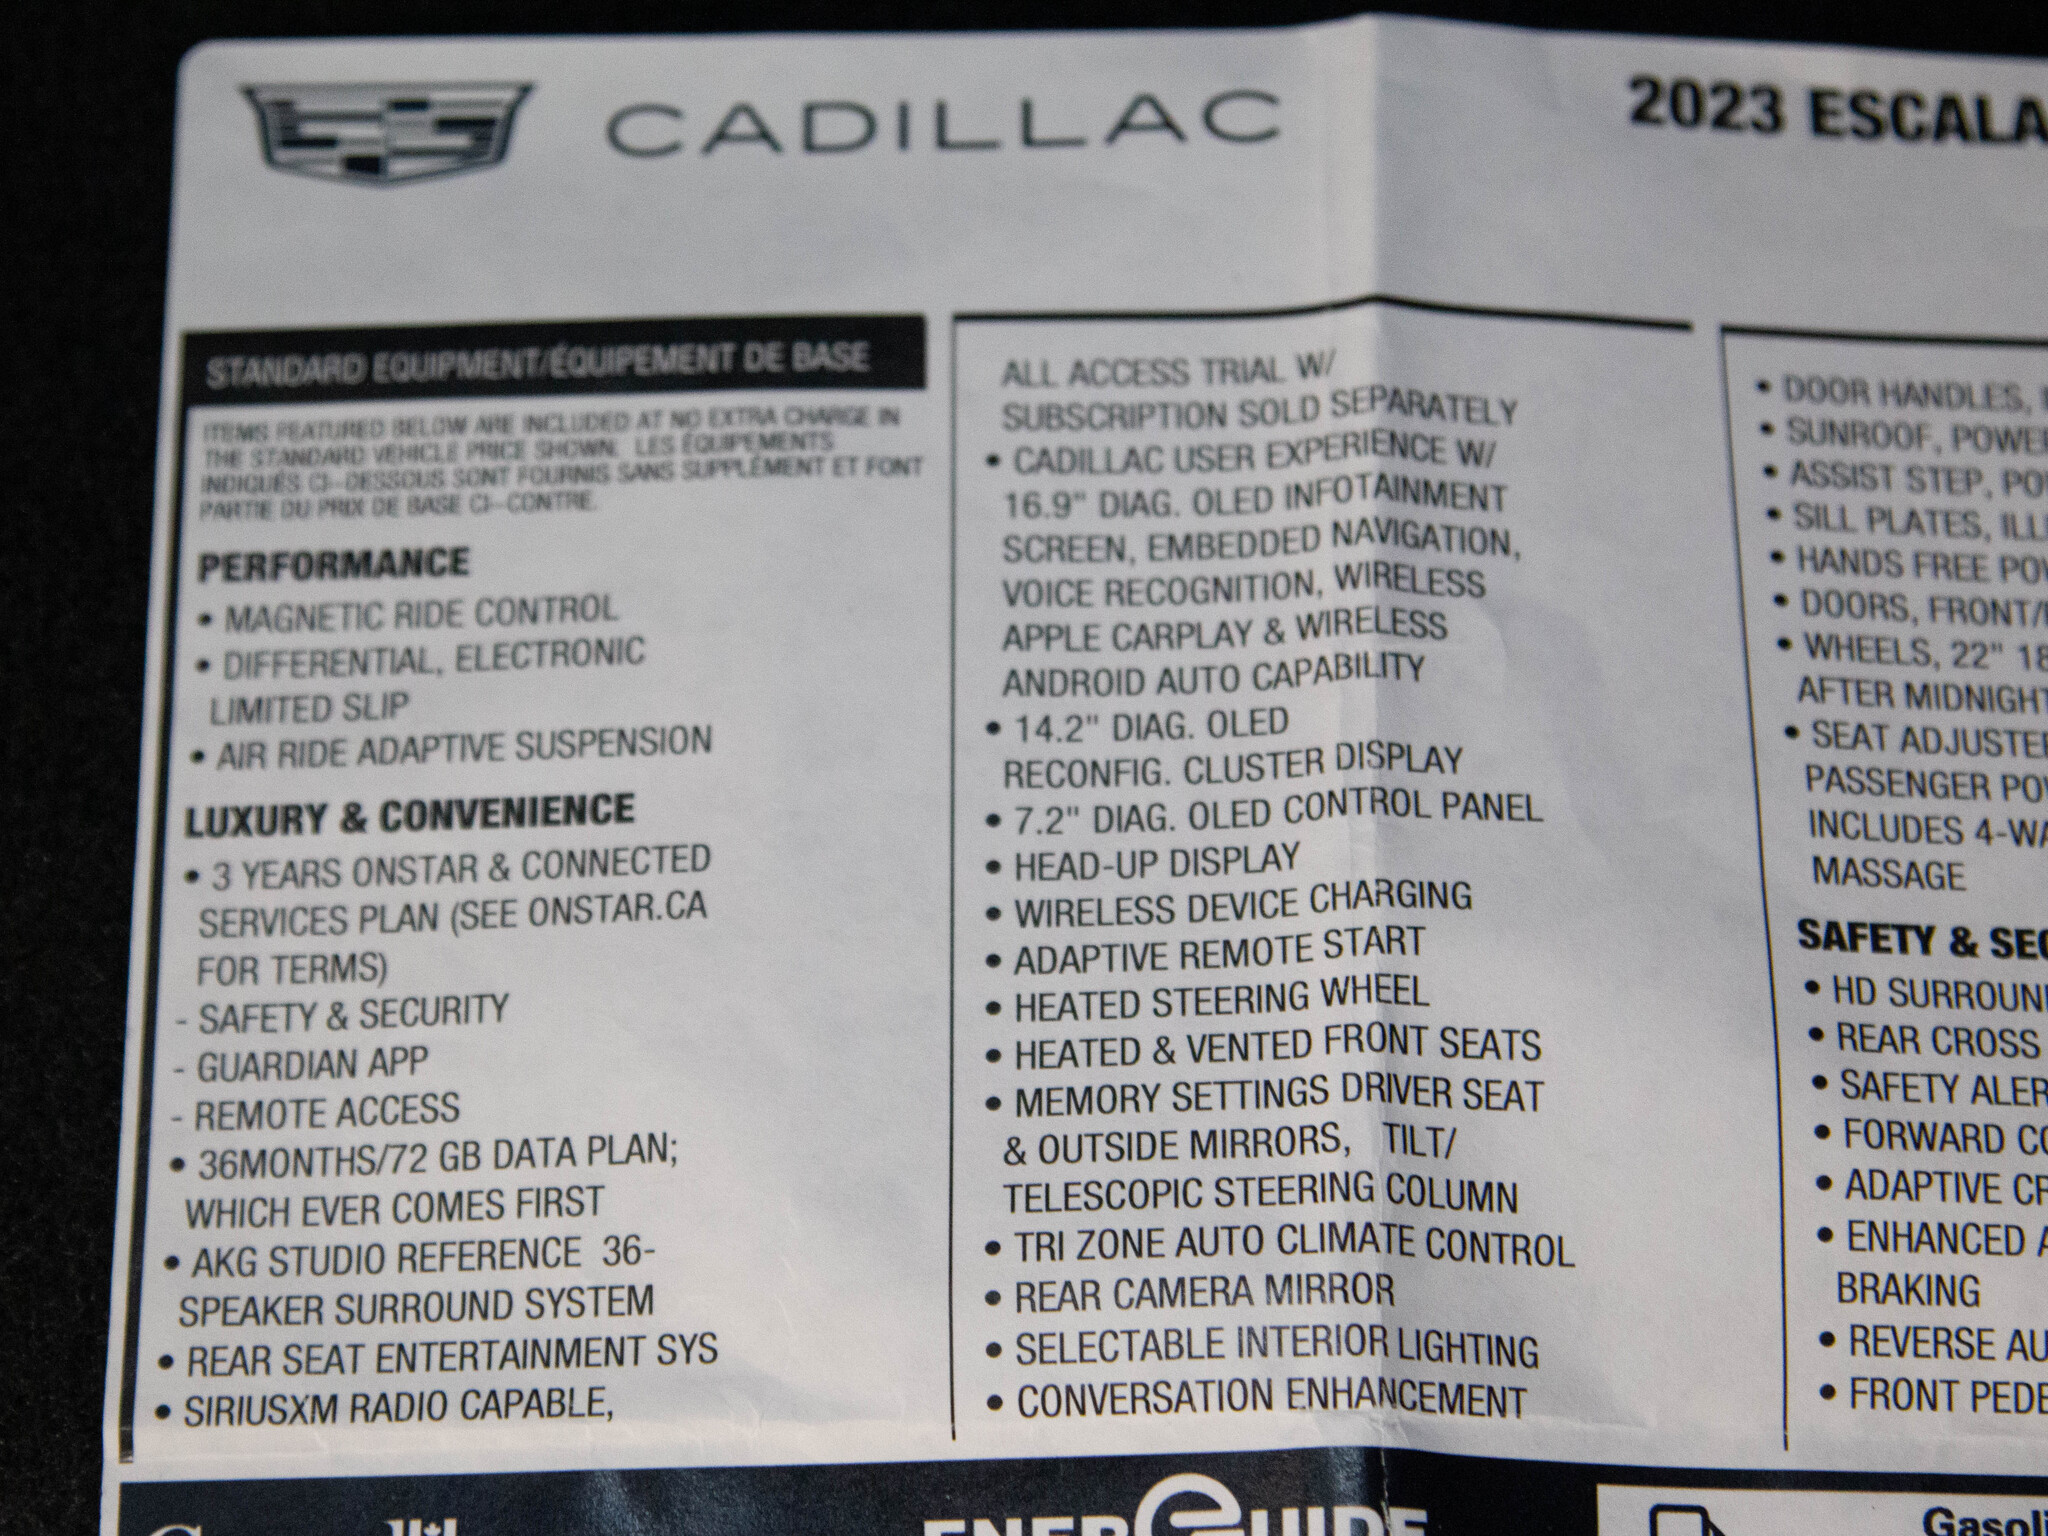 CADILLAC
2023 ESCALA
STANDARD EQUIPMENT/ÉQUIPEMENT DE BASE
ITEMS FEATURED BELOW ARE INCLUDED AT NO EXTRA CHARGE IN
THE STANDARD VEHICLE PRICE SHOWN. LES ÉQUIPEMENTS
INDIQUÉS CI-DESSOUS SONT FOURNIS SANS SUPPLÉMENT ET FONT
PARTIE DU PRIX DE BASE CI-CONTRE.
PERFORMANCE
• MAGNETIC RIDE CONTROL
• DIFFERENTIAL, ELECTRONIC
LIMITED SLIP
• AIR RIDE ADAPTIVE SUSPENSION
LUXURY & CONVENIENCE
• 3 YEARS ONSTAR & CONNECTED
SERVICES PLAN (SEE ONSTAR.CA
FOR TERMS)
- SAFETY & SECURITY
- GUARDIAN APP
- REMOTE ACCESS
• 36MONTHS/72 GB DATA PLAN;
WHICH EVER COMES FIRST
• AKG STUDIO REFERENCE 36-
SPEAKER SURROUND SYSTEM
• REAR SEAT ENTERTAINMENT SYS
• SIRIUSXM RADIO CAPABLE,
ALL ACCESS TRIAL W/
SUBSCRIPTION SOLD SEPARATELY
• CADILLAC USER EXPERIENCE W/
16.9" DIAG. OLED INFOTAINMENT
SCREEN, EMBEDDED NAVIGATION,
VOICE RECOGNITION, WIRELESS
APPLE CARPLAY & WIRELESS
ANDROID AUTO CAPABILITY
• 14.2" DIAG. OLED
RECONFIG. CLUSTER DISPLAY
• 7.2" DIAG. OLED CONTROL PANEL
• HEAD-UP DISPLAY
• WIRELESS DEVICE CHARGING
• ADAPTIVE REMOTE START
• HEATED STEERING WHEEL
• HEATED & VENTED FRONT SEATS
• MEMORY SETTINGS DRIVER SEAT
& OUTSIDE MIRRORS, TILT/
TELESCOPIC STEERING COLUMN
• TRI ZONE AUTO CLIMATE CONTROL
• REAR CAMERA MIRROR
• SELECTABLE INTERIOR LIGHTING
• CONVERSATION ENHANCEMENT
• DOOR HANDLES,
• SUNROOF, POWE
• ASSIST STEP, PO
• SILL PLATES, ILL
• HANDS FREE PO
• DOORS, FRONT/
• WHEELS, 22" 18
AFTER MIDNIGHT
• SEAT ADJUSTE
PASSENGER PO
INCLUDES 4-WA
MASSAGE
SAFETY & SEC
• HD SURROUN
• REAR CROSS
• SAFETY ALER
• FORWARD CO
• ADAPTIVE CR
• ENHANCED A
BRAKING
• REVERSE AU
• FRONT PEDE
ENERGUIDE
Gasoli